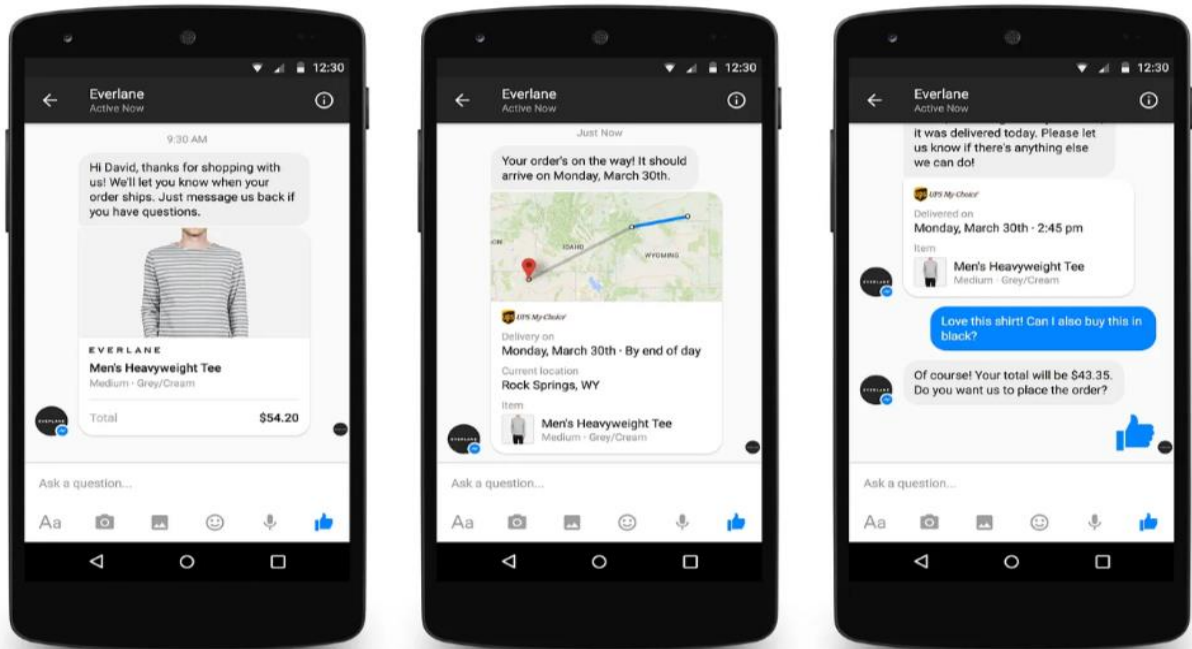 12:30
Everlane
Active Now
9:30 AM
Hi David, thanks for shopping with
us! We'll let you know when your
order ships. Just message us back if
you have questions.
EVERLANE
Men's Heavyweight Tee
Medium · Grey/Cream
Total $54.20
EVERLANE
Ask a question...
Aa
12:30
Everlane
Active Now
Just Now
Your order's on the way! It should
arrive on Monday, March 30th.
IDAHO
WYOMING
UPS My Choice
Delivery on
Monday, March 30th · By end of day
Current location
Rock Springs, WY
Item
Men's Heavyweight Tee
Medium · Grey/Cream
EVERLANE
Ask a question...
Aa
12:30
Everlane
Active Now
it was delivered today. Please let
us know if there's anything else
we can do!
UPS My Choice
Delivered on
Monday, March 30th · 2:45 pm
Item
Men's Heavyweight Tee
Medium · Grey/Cream
EVERLANE
Love this shirt! Can I also buy this in
black?
Of course! Your total will be $43.35.
Do you want us to place the order?
EVERLANE
Ask a question...
Aa